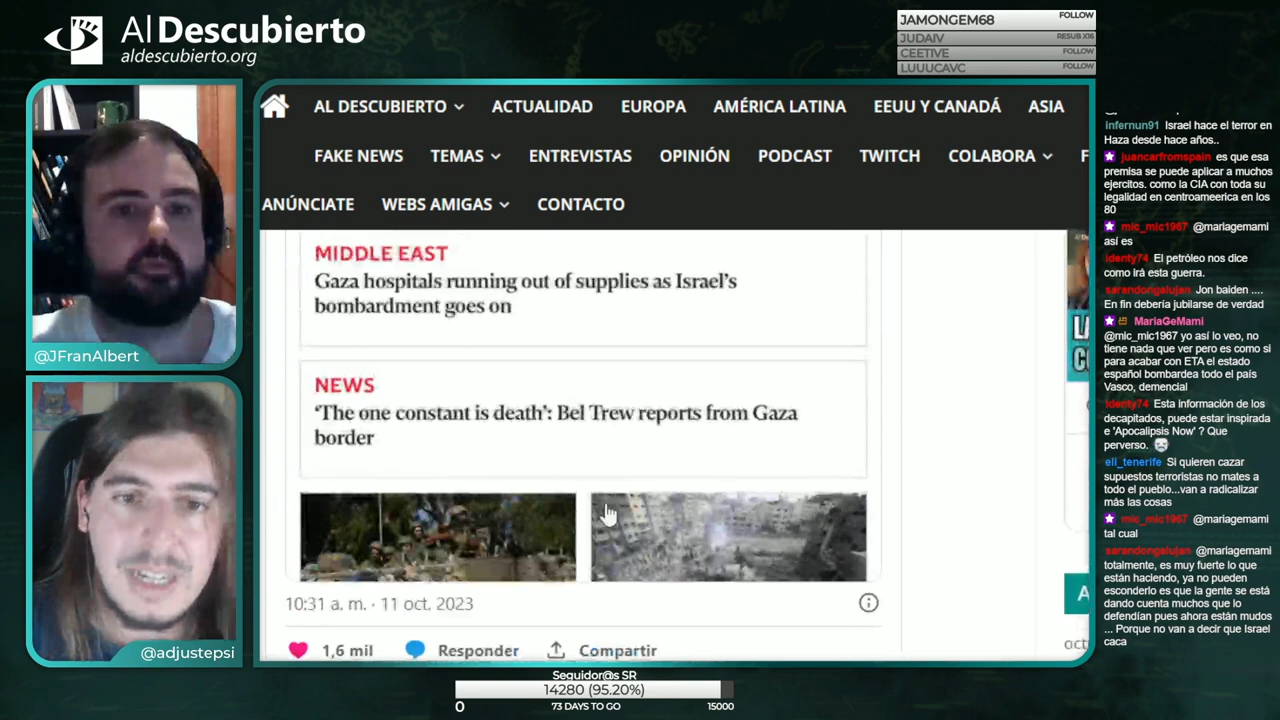 Al Descubierto
aldescubierto.org
JAMONGEM68 FOLLOW
JUDAIV RESUB X16
CEETIVE FOLLOW
LUUUCAVC FOLLOW
AL DESCUBIERTO ACTUALIDAD EUROPA AMÉRICA LATINA EEUU Y CANADÁ ASIA
FAKE NEWS TEMAS ENTREVISTAS OPINIÓN PODCAST TWITCH COLABORA F
ANÚNCIATE WEBS AMIGAS CONTACTO
MIDDLE EAST
Gaza hospitals running out of supplies as Israel's
bombardment goes on
NEWS
'The one constant is death': Bel Trew reports from Gaza
border
10:31 a. m. · 11 oct. 2023
1,6 mil Responder Compartir
LA
A
act
@JFranAlbert
@adjustepsi
infernun91 Israel hace el terror en
Haza desde hace años..
juancarfromspain es que esa
premisa se puede aplicar a muchos
ejercitos. como la CIA con toda su
legalidad en centroameerica en los
80
mic_mic1967 @mariagemami
así es
identy74 El petróleo nos dice
como irá esta guerra.
sarandongalujan Jon baiden ....
En fin debería jubilarse de verdad
MariaGeMami
@mic_mic1967 yo así lo veo, no
tiene nada que ver pero es como si
para acabar con ETA el estado
español bombardea todo el país
Vasco, demencial
identy74 Esta información de los
decapitados, puede estar inspirada
e 'Apocalipsis Now' ? Que
perverso.
eli_tenerife Si quieren cazar
supuestos terroristas no mates a
todo el pueblo...van a radicalizar
más las cosas
mic_mic1967 @mariagemami
tal cual
sarandongalujan @mariagemami
totalmente, es muy fuerte lo que
están haciendo, ya no pueden
esconderlo es que la gente se está
dando cuenta muchos que lo
defendían pues ahora están mudos
... Porque no van a decir que Israel
caca
Seguidor@s SR
14280 (95.20%)
0 73 DAYS TO GO 15000